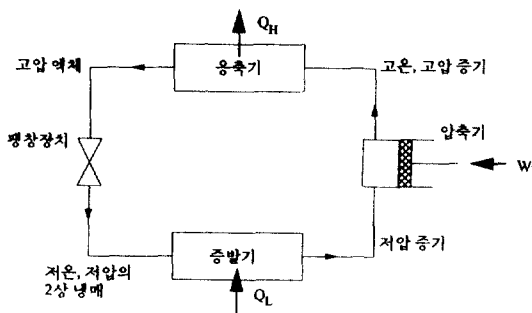 Q_H
고압 액체
응축기
고온, 고압 증기
팽창장치
압축기
W
증발기
저압 증기
저온, 저압의
2상 냉매
Q_L